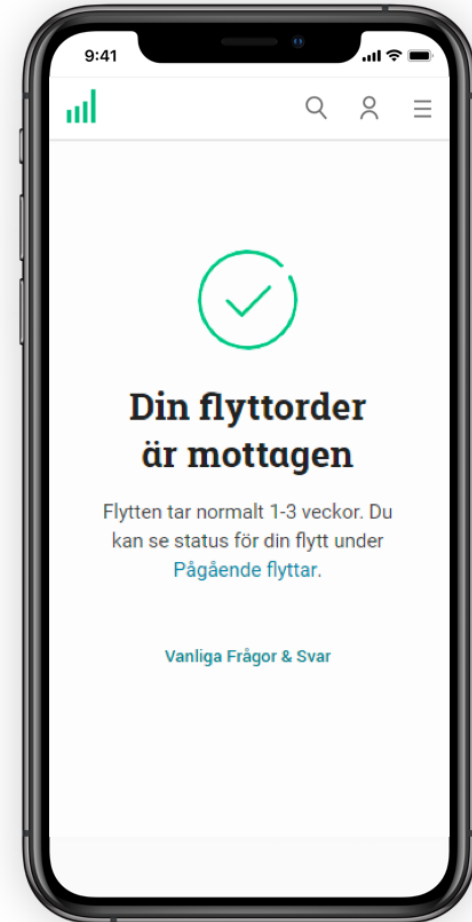 9:41
Din flyttorder
är mottagen
Flytten tar normalt 1-3 veckor. Du
kan se status för din flytt under
Pågående flyttar.
Vanliga Frågor & Svar